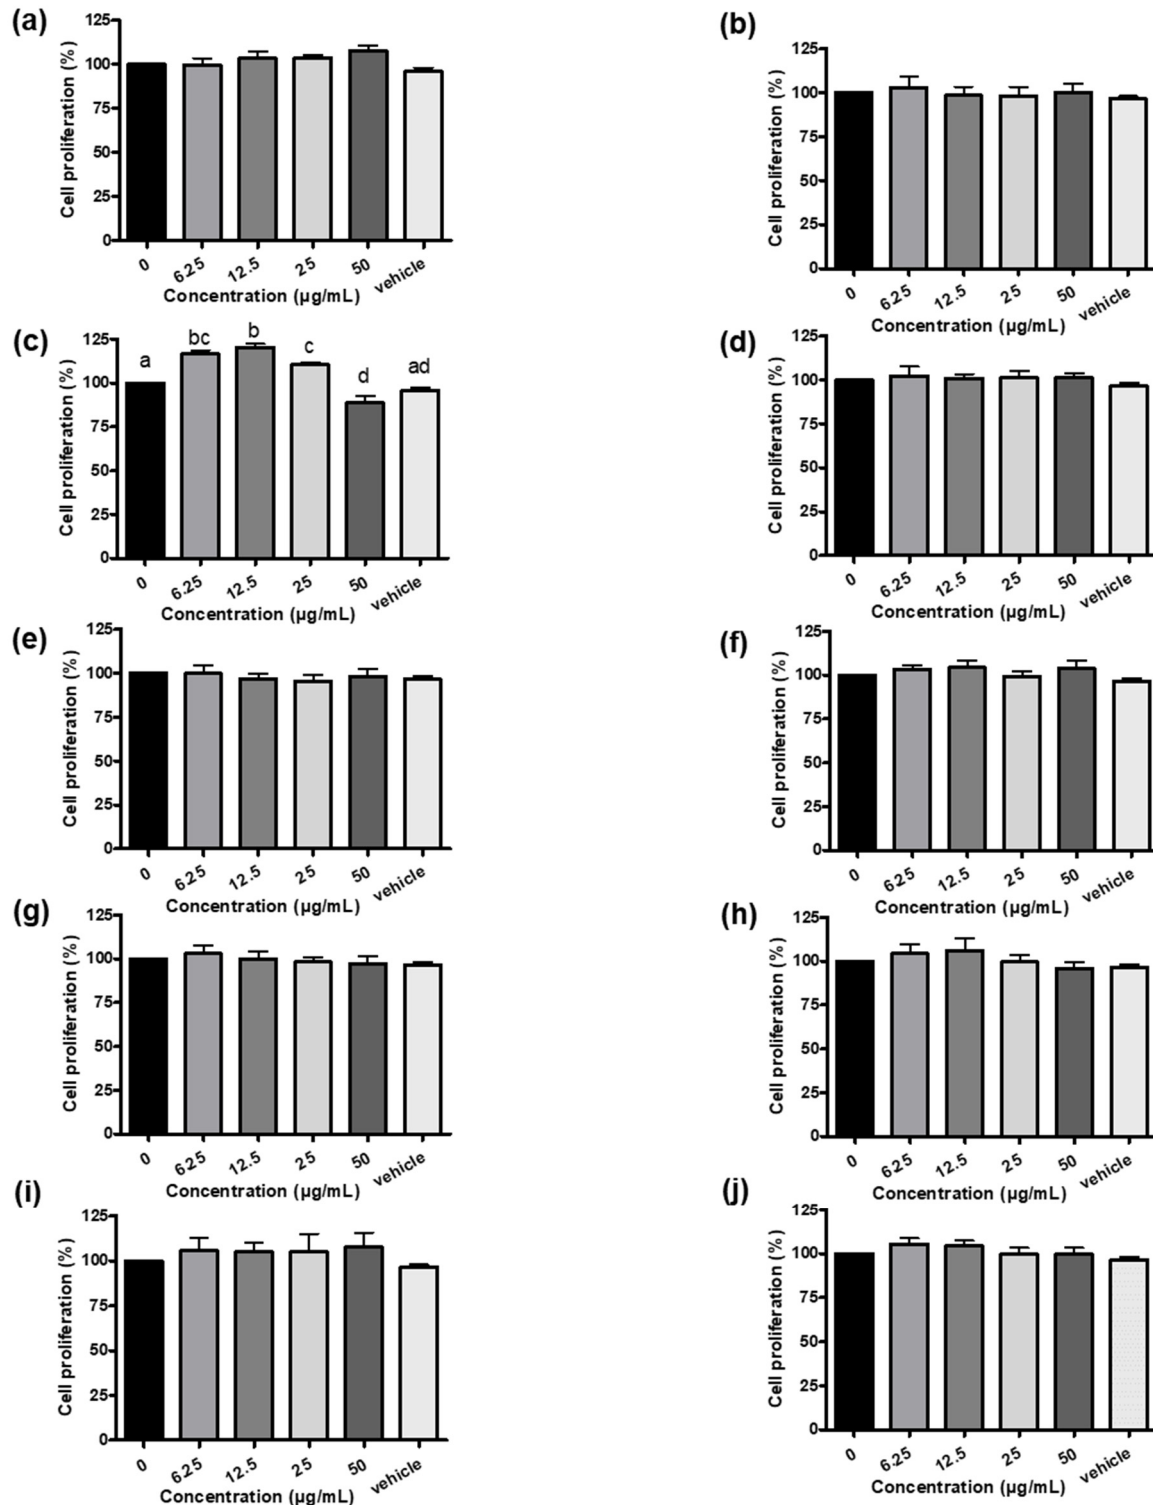 (a)
Cell proliferation (%)
125
100
75
50
25
0
0 6.25 12.5 25 50 vehicle
Concentration (µg/mL)
(b)
Cell proliferation (%)
125
100
75
50
25
0
0 6.25 12.5 25 50 vehicle
Concentration (µg/mL)
(c)
Cell proliferation (%)
125
100
75
50
25
0
a bc b c d ad
0 6.25 12.5 25 50 vehicle
Concentration (µg/mL)
(d)
Cell proliferation (%)
125
100
75
50
25
0
0 6.25 12.5 25 50 vehicle
Concentration (µg/mL)
(e)
Cell proliferation (%)
125
100
75
50
25
0
0 6.25 12.5 25 50 vehicle
Concentration (µg/mL)
(f)
Cell proliferation (%)
125
100
75
50
25
0
0 6.25 12.5 25 50 vehicle
Concentration (µg/mL)
(g)
Cell proliferation (%)
125
100
75
50
25
0
0 6.25 12.5 25 50 vehicle
Concentration (µg/mL)
(h)
Cell proliferation (%)
125
100
75
50
25
0
0 6.25 12.5 25 50 vehicle
Concentration (µg/mL)
(i)
Cell proliferation (%)
125
100
75
50
25
0
0 6.25 12.5 25 50 vehicle
Concentration (µg/mL)
(j)
Cell proliferation (%)
125
100
75
50
25
0
0 6.25 12.5 25 50 vehicle
Concentration (µg/mL)